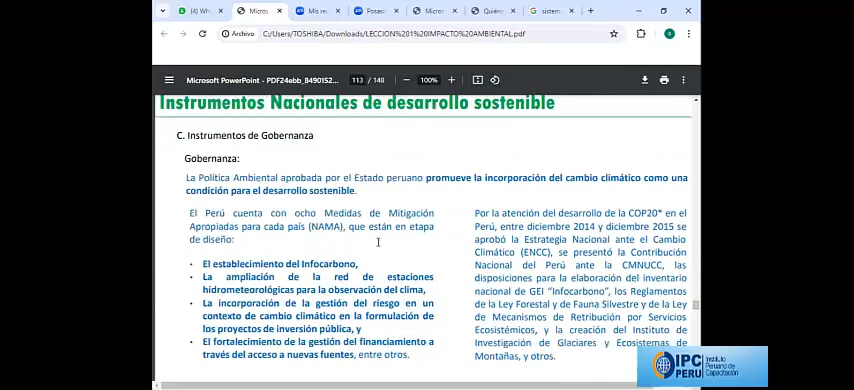 (4) Wh
Micros
Mis re
Posaci
Micros
Quién
sistem
Archivo C:/Users/TOSHIBA/Downloads/LECCION%201%20IMPACTO%20AMBIENTAL.pdf
Microsoft PowerPoint - PDF24ebb_8490152... 113 / 148 100%
Instrumentos Nacionales de desarrollo sostenible
C. Instrumentos de Gobernanza
Gobernanza:
La Política Ambiental aprobada por el Estado peruano promueve la incorporación del cambio climático como una
condición para el desarrollo sostenible.
El Perú cuenta con ocho Medidas de Mitigación
Apropiadas para cada país (NAMA), que están en etapa
de diseño:
• El establecimiento del Infocarbono,
• La ampliación de la red de estaciones
hidrometeorológicas para la observación del clima,
• La incorporación de la gestión del riesgo en un
contexto de cambio climático en la formulación de
los proyectos de inversión pública, y
• El fortalecimiento de la gestión del financiamiento a
través del acceso a nuevas fuentes, entre otros.
Por la atención del desarrollo de la COP20* en el
Perú, entre diciembre 2014 y diciembre 2015 se
aprobó la Estrategia Nacional ante el Cambio
Climático (ENCC), se presentó la Contribución
Nacional del Perú ante la CMNUCC, las
disposiciones para la elaboración del inventario
nacional de GEI "Infocarbono", los Reglamentos
de la Ley Forestal y de Fauna Silvestre y de la Ley
de Mecanismos de Retribución por Servicios
Ecosistémicos, y la creación del Instituto de
Investigación de Glaciares y Ecosistemas de
Montañas, y otros.
IPC
PERU
Instituto
Peruano de
Capacitación